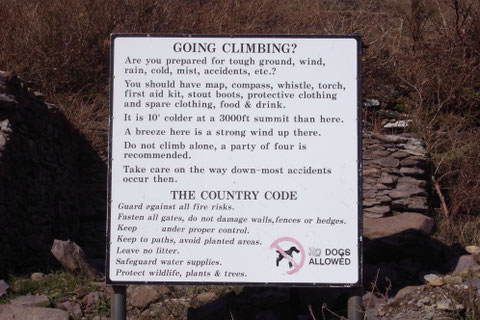 GOING CLIMBING?
Are you prepared for tough ground, wind,
rain, cold, mist, accidents, etc.?
You should have map, compass, whistle, torch,
first aid kit, stout boots, protective clothing
and spare clothing, food & drink.
It is 10° colder at a 3000ft summit than here.
A breeze here is a strong wind up there.
Do not climb alone, a party of four is
recommended.
Take care on the way down–most accidents
occur then.
THE COUNTRY CODE
Guard against all fire risks.
Fasten all gates, do not damage walls, fences or hedges.
Keep under proper control.
Keep to paths, avoid planted areas.
Leave no litter.
Safeguard water supplies.
Protect wildlife, plants & trees.
NO DOGS
ALLOWED